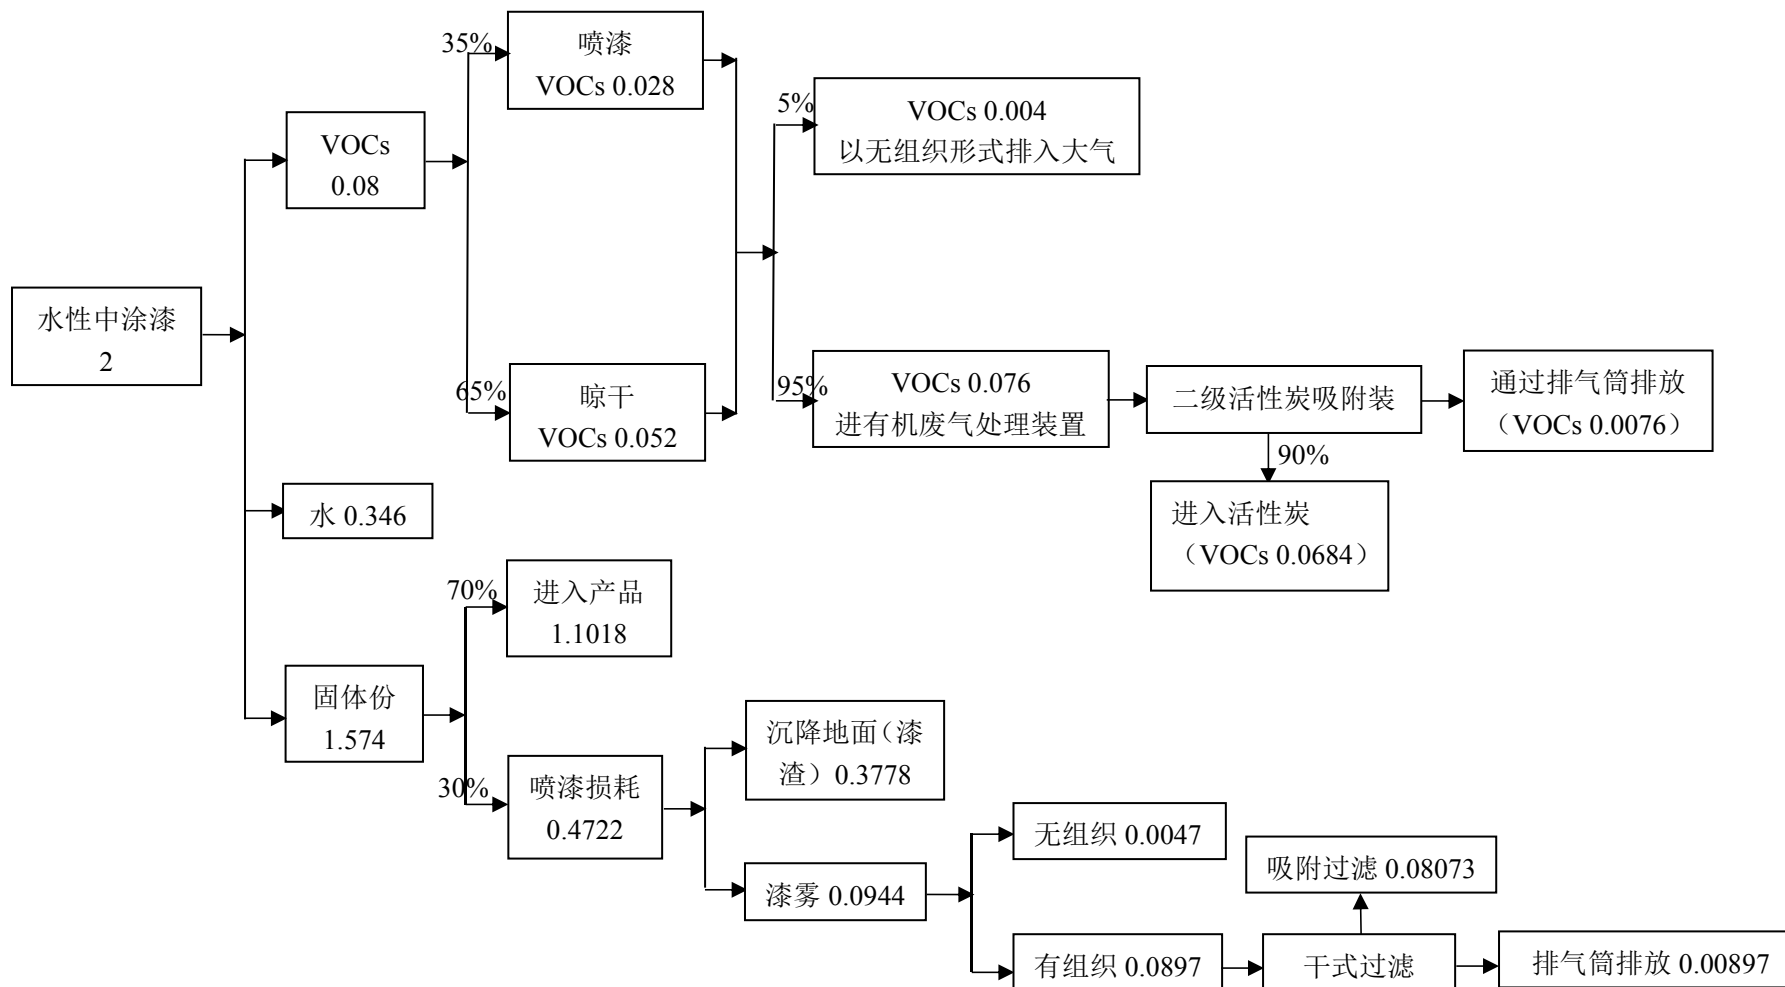 水性中涂漆
2
VOCs
0.08
35%
喷漆
VOCs 0.028
65%
晾干
VOCs 0.052
5%
VOCs 0.004
以无组织形式排入大气
95%
VOCs 0.076
进有机废气处理装置
二级活性炭吸附装
通过排气筒排放
（VOCs 0.0076）
90%
进入活性炭
（VOCs 0.0684）
水 0.346
固体份
1.574
70%
进入产品
1.1018
30%
喷漆损耗
0.4722
沉降地面（漆
渣）0.3778
漆雾 0.0944
无组织 0.0047
有组织 0.0897
吸附过滤 0.08073
干式过滤
排气筒排放 0.00897